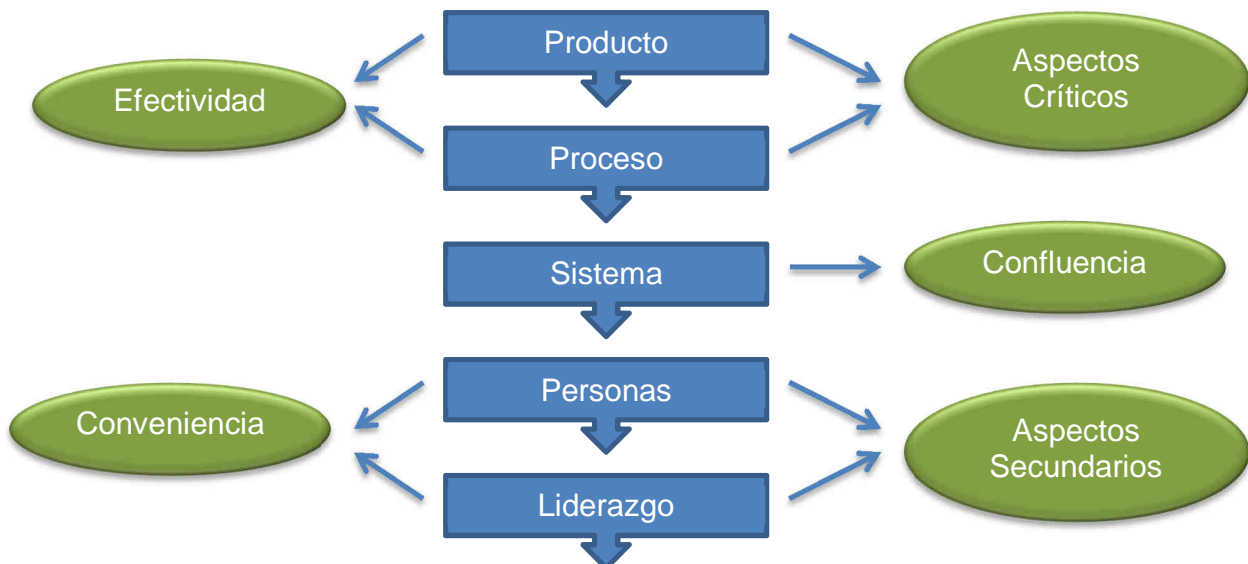 Producto
Efectividad
Aspectos
Críticos
Proceso
Sistema
Confluencia
Personas
Conveniencia
Aspectos
Secundarios
Liderazgo